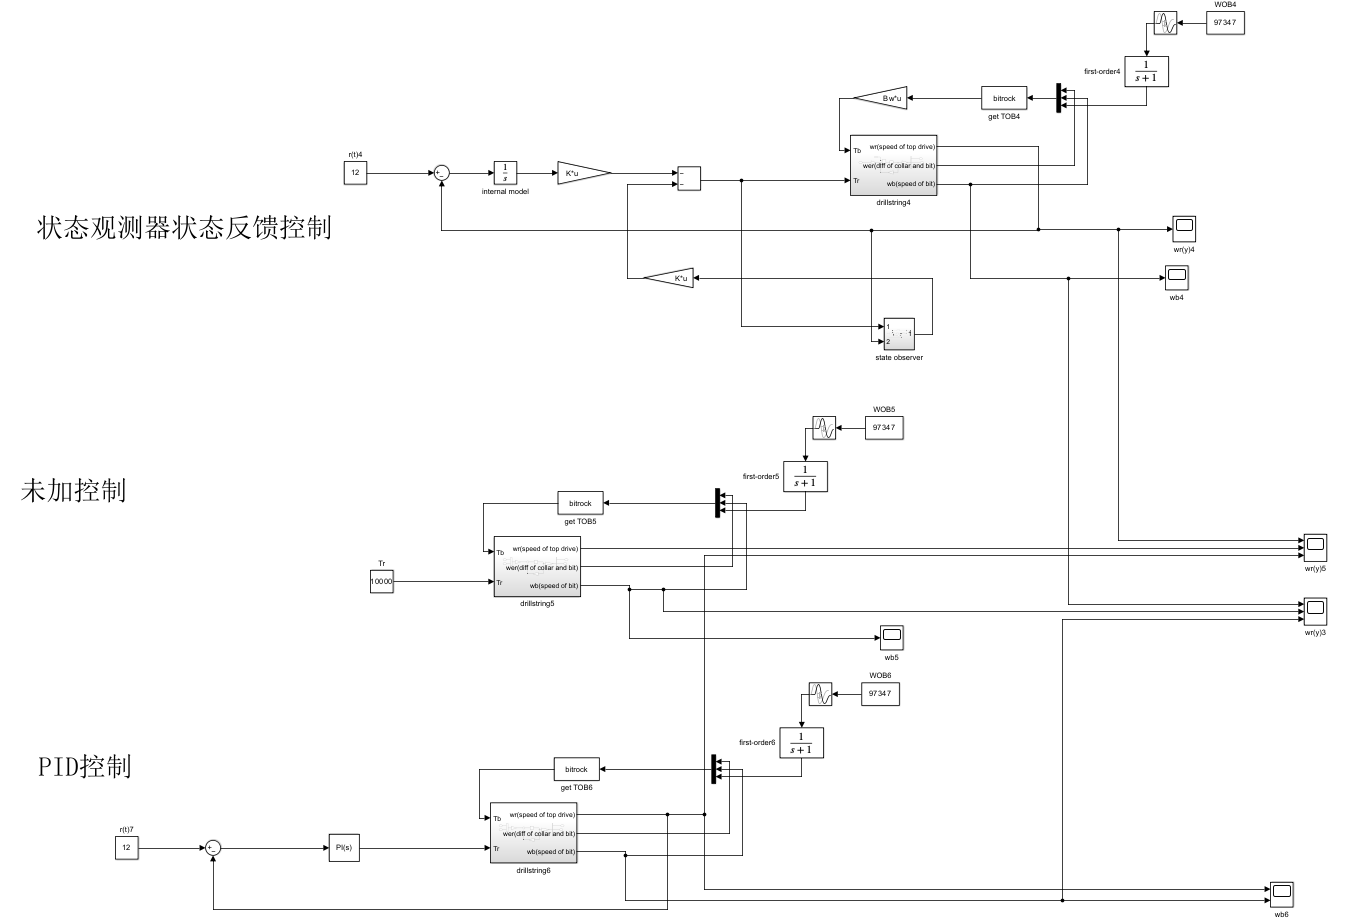 WOB4
97347
first-order4
1
s+1
Bw*u
bitrock
get TOB4
r(t)4
12
+
−
1
s
internal model
K*u
−
−
Tb
Tr
wr(speed of top drive)
wer(diff of collar and bit)
wb(speed of bit)
drillstring4
状态观测器状态反馈控制
wr(y)4
wb4
K*u
1
2
state observer
WOB5
97347
first-order5
1
s+1
未加控制
bitrock
get TOB5
Tr
10000
Tb
Tr
wr(speed of top drive)
wer(diff of collar and bit)
wb(speed of bit)
drillstring5
wr(y)5
wr(y)3
wb5
WOB6
97347
first-order6
1
s+1
PID控制
bitrock
get TOB6
r(t)7
12
+
−
PI(s)
Tb
Tr
wr(speed of top drive)
wer(diff of collar and bit)
wb(speed of bit)
drillstring6
wb6